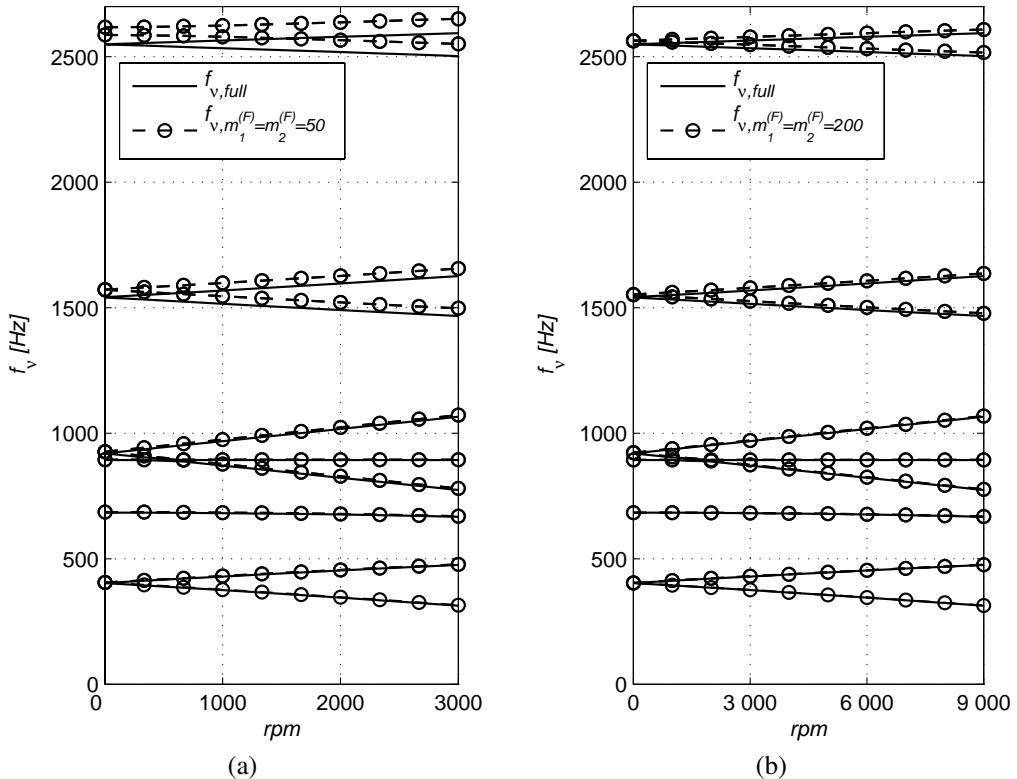 2500
2000
1500
1000
500
0
f_ν [Hz]
f_ν,full
f_ν,m_1^(F)=m_2^(F)=50
0 1000 2000 3000
rpm
(a)
2500
2000
1500
1000
500
0
f_ν [Hz]
f_ν,full
f_ν,m_1^(F)=m_2^(F)=200
0 3 000 6 000 9 000
rpm
(b)